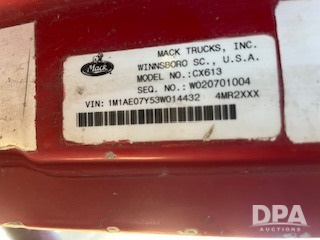 Mack
MACK TRUCKS, INC.
WINNSBORO SC., U.S.A.
MODEL NO.:CX613
SEQ. NO.:W020701004
VIN: 1M1AE07Y53W014432 4MR2XXX
DPA
AUCTIONS